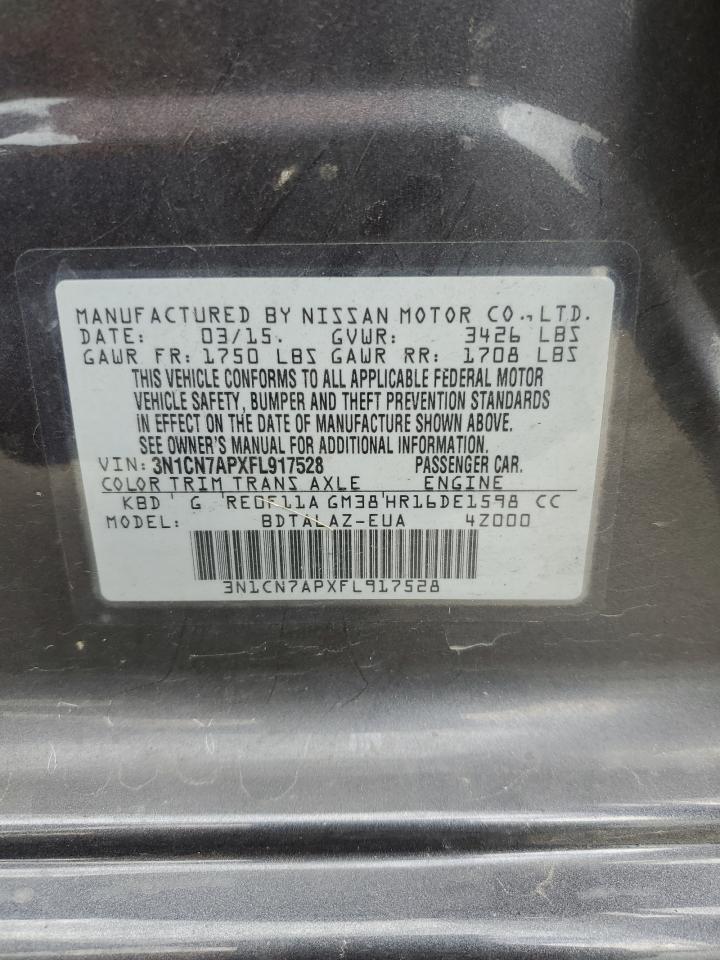 MANUFACTURED BY NISSAN MOTOR CO., LTD.
DATE: 03/15. GVWR: 3426 LBS
GAWR FR: 1750 LBS GAWR RR: 1708 LBS
THIS VEHICLE CONFORMS TO ALL APPLICABLE FEDERAL MOTOR
VEHICLE SAFETY, BUMPER AND THEFT PREVENTION STANDARDS
IN EFFECT ON THE DATE OF MANUFACTURE SHOWN ABOVE.
SEE OWNER'S MANUAL FOR ADDITIONAL INFORMATION.
VIN: 3N1CN7APXFL917528 PASSENGER CAR.
COLOR TRIM TRANS AXLE ENGINE
KBD G RE0F11A GM38 HR16DE1598 CC
MODEL: BDTALAZ-EUA 4Z000
3N1CN7APXFL917528